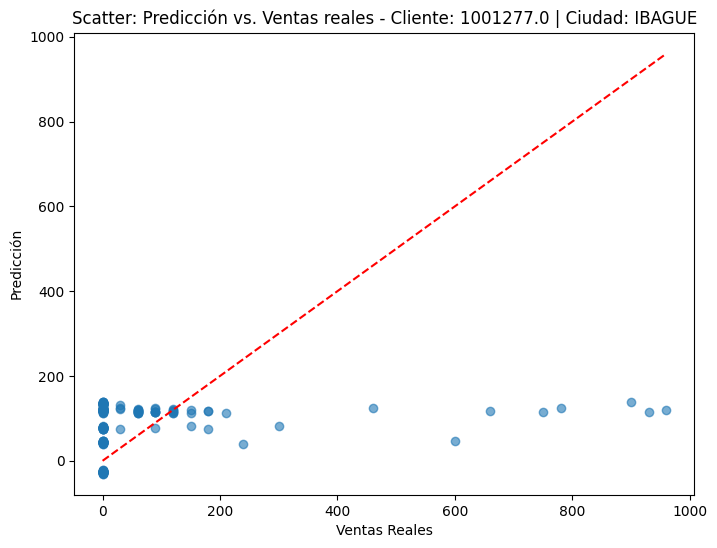 Scatter: Predicción vs. Ventas reales - Cliente: 1001277.0 | Ciudad: IBAGUE
1000
800
600
400
200
0
Predicción
0 200 400 600 800 1000
Ventas Reales